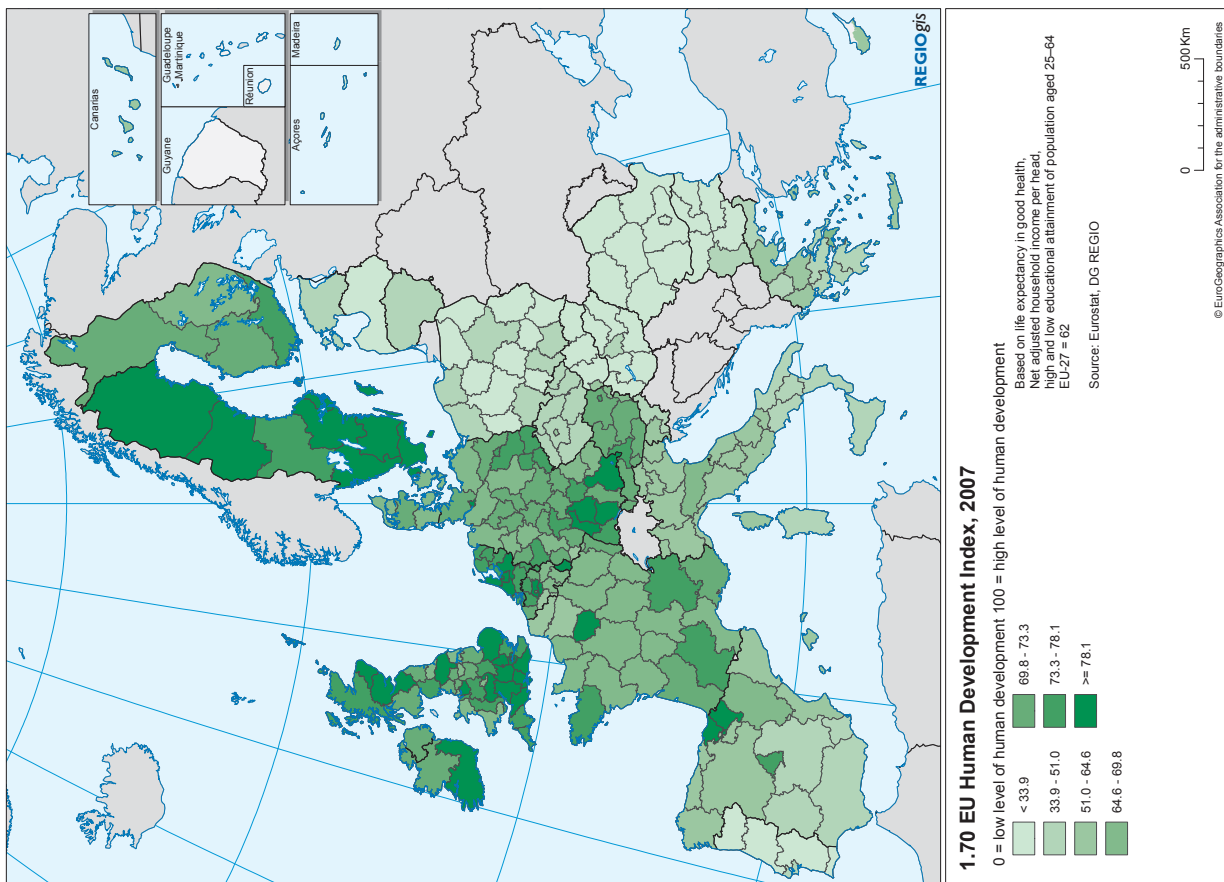 Canarias
Guyane
Guadeloupe
Martinique
Réunion
Açores
Madeira
REGIOgis
1.70 EU Human Development Index, 2007
0 = low level of human development 100 = high level of human development
< 33.9
33.9 - 51.0
51.0 - 64.6
64.6 - 69.8
69.8 - 73.3
73.3 - 78.1
>= 78.1
Based on life expectancy in good health,
Net adjusted household income per head,
high and low educational attainment of population aged 25–64
EU-27 = 62
Source: Eurostat, DG REGIO
0 500 Km
© EuroGeographics Association for the administrative boundaries